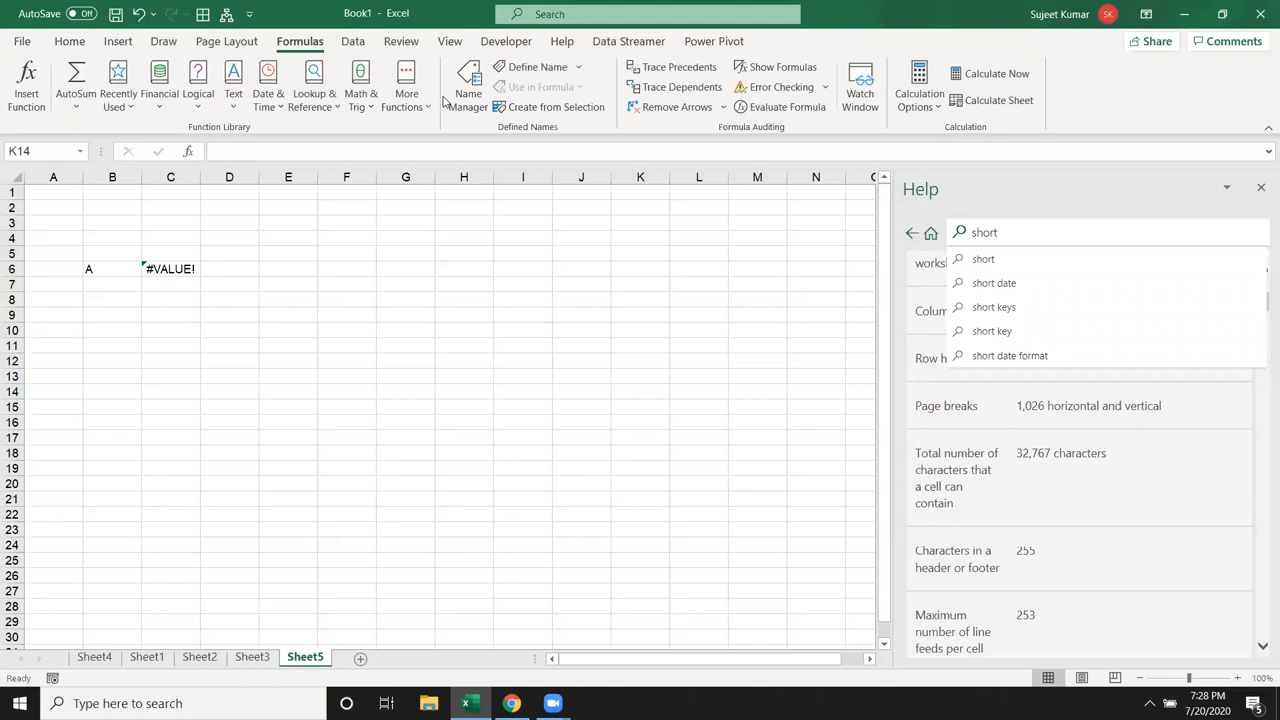 AutoSave Off Book1 - Excel Search Sujeet Kumar SK
File Home Insert Draw Page Layout Formulas Data Review View Developer Help Data Streamer Power Pivot Share Comments
fx Insert Function
AutoSum
Recently Used
Financial
Logical
Text
Date & Time
Lookup & Reference
Math & Trig
More Functions
Name Manager
Define Name
Use in Formula
Create from Selection
Trace Precedents
Trace Dependents
Remove Arrows
Show Formulas
Error Checking
Evaluate Formula
Watch Window
Calculation Options
Calculate Now
Calculate Sheet
Function Library Defined Names Formula Auditing Calculation
K14 fx
A B C D E F G H I J K L M N
1
2
3
4
5
6 A #VALUE!
7
8
9
10
11
12
13
14
15
16
17
18
19
20
21
22
23
24
25
26
27
28
29
30
Help
short
short
short date
short keys
short key
short date format
works
Colum
Row h
Page breaks 1,026 horizontal and vertical
Total number of 32,767 characters
characters that
a cell can
contain
Characters in a 255
header or footer
Maximum 253
number of line
feeds per cell
Sheet4 Sheet1 Sheet2 Sheet3 Sheet5
Ready 100%
Type here to search
7:28 PM
7/20/2020
5